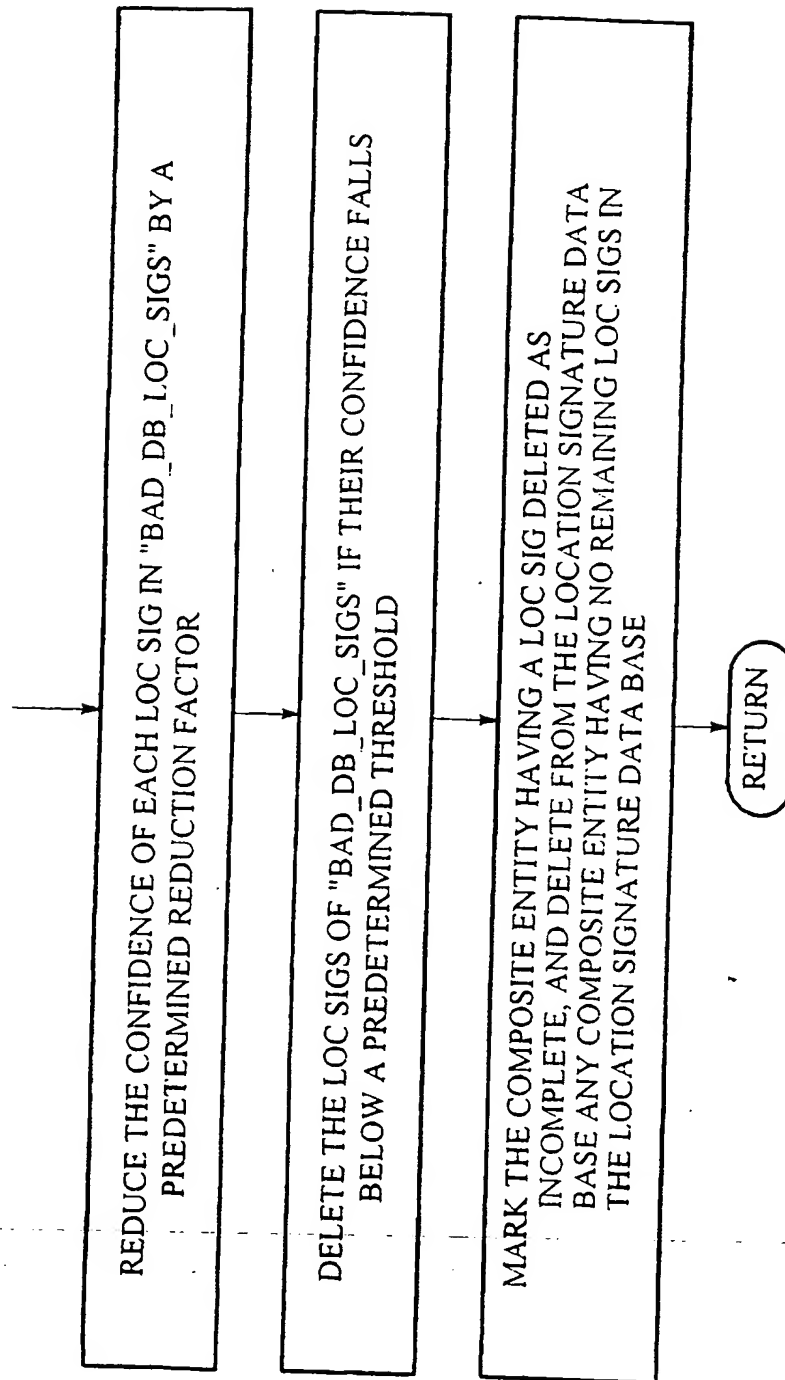 REDUCE THE CONFIDENCE OF EACH LOC SIG IN "BAD_DB_LOC_SIGS" BY A
PREDETERMINED REDUCTION FACTOR
DELETE THE LOC SIGS OF "BAD_DB_LOC_SIGS" IF THEIR CONFIDENCE FALLS
BELOW A PREDETERMINED THRESHOLD
MARK THE COMPOSITE ENTITY HAVING A LOC SIG DELETED AS
INCOMPLETE, AND DELETE FROM THE LOCATION SIGNATURE DATA
BASE ANY COMPOSITE ENTITY HAVING NO REMAINING LOC SIGS IN
THE LOCATION SIGNATURE DATA BASE
RETURN